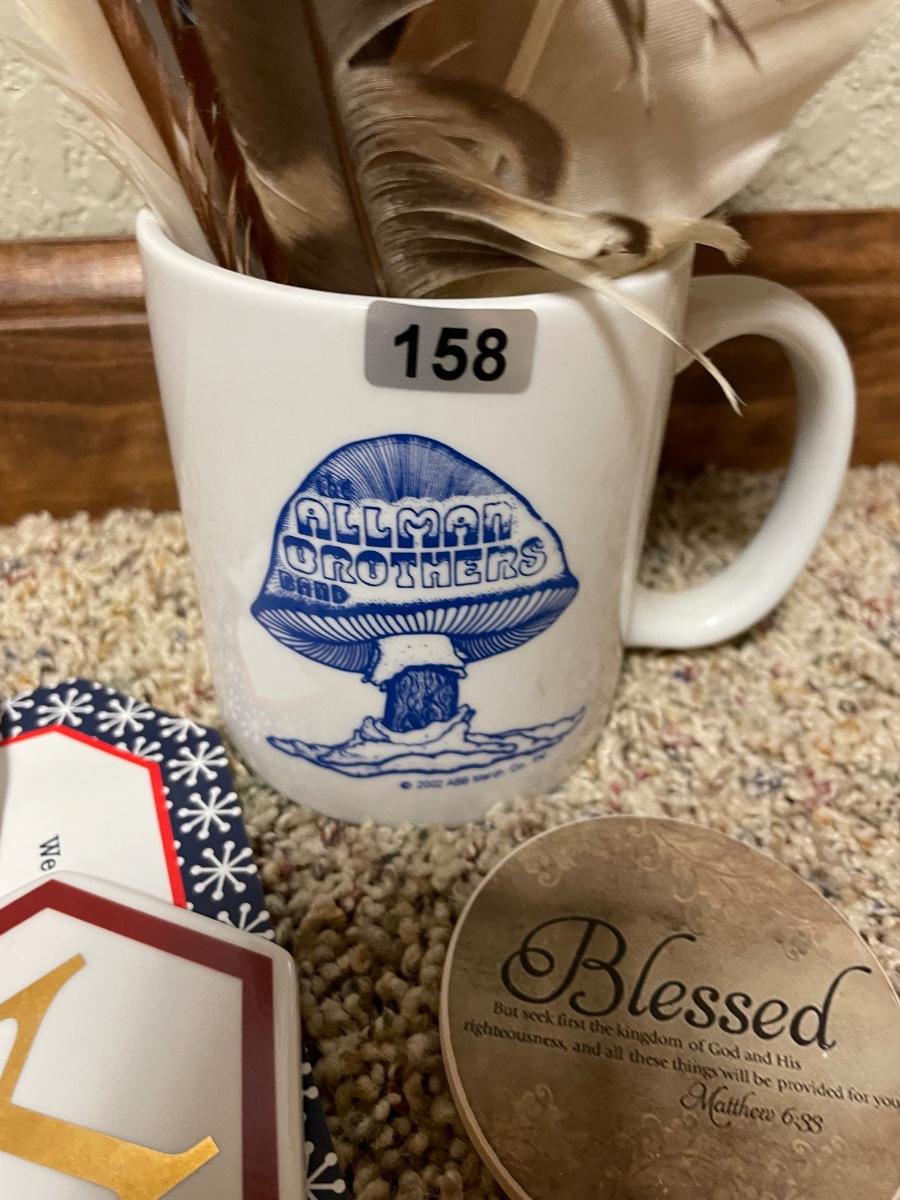 158
the
ALLMAN
BROTHERS
BAND
© 2002 ABB Merch. Co.
We
Blessed
But seek first the kingdom of God and His
righteousness, and all these things will be provided for you
Matthew 6:33